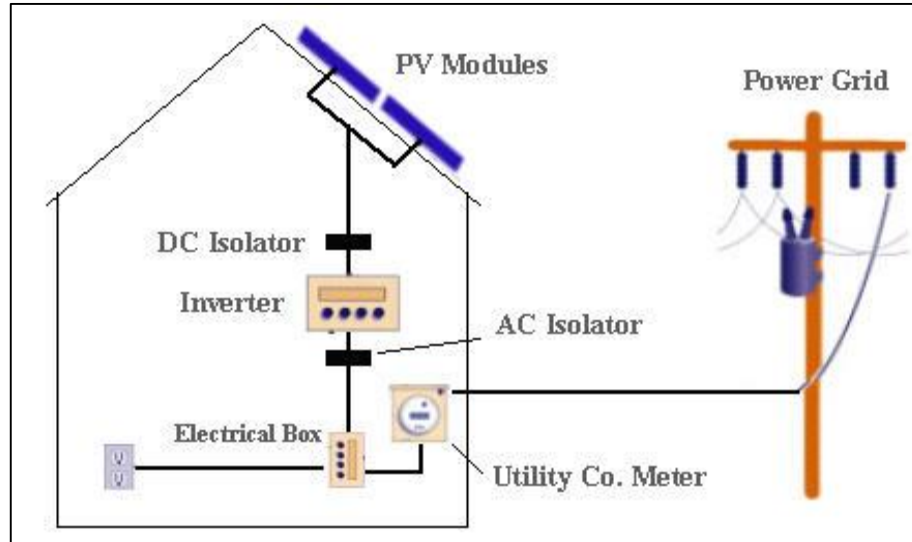 PV Modules
Power Grid
DC Isolator
Inverter
AC Isolator
Electrical Box
Utility Co. Meter